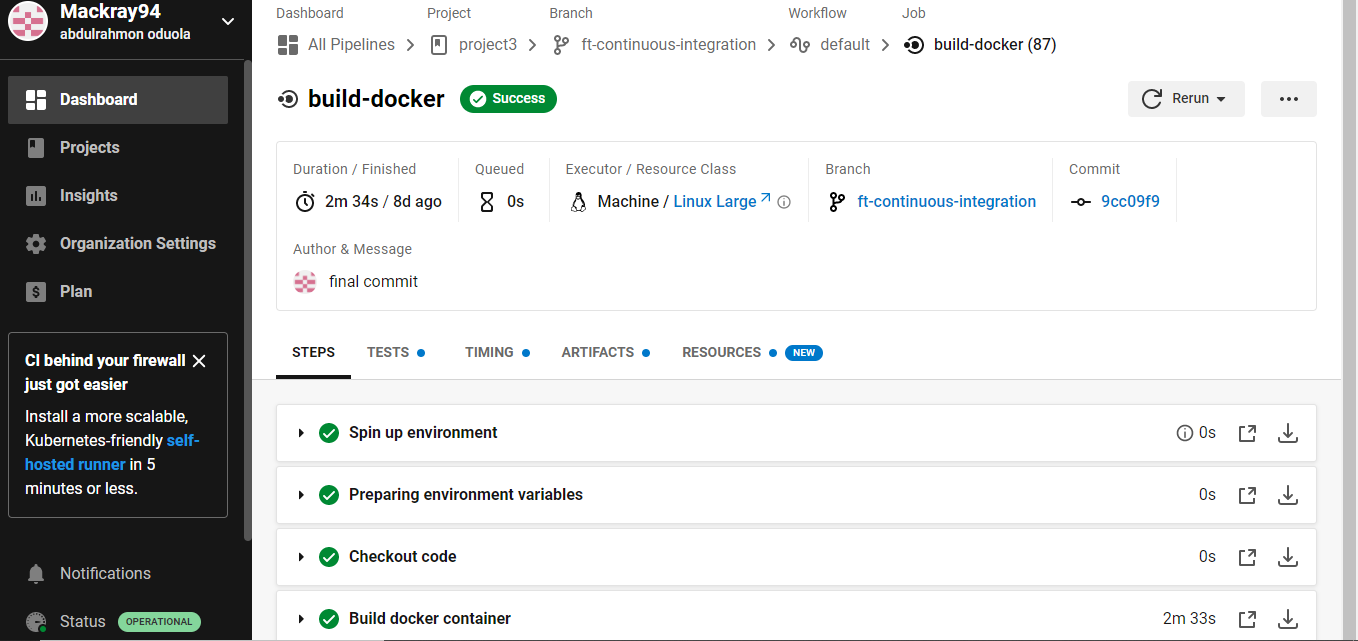 Mackray94
abdulrahmon oduola
Dashboard
Projects
Insights
Organization Settings
Plan
CI behind your firewall
just got easier
Install a more scalable,
Kubernetes-friendly self-
hosted runner in 5
minutes or less.
Notifications
Status OPERATIONAL
Dashboard Project Branch Workflow Job
All Pipelines project3 ft-continuous-integration default build-docker (87)
build-docker Success Rerun
Duration / Finished Queued Executor / Resource Class Branch Commit
2m 34s / 8d ago 0s Machine / Linux Large ft-continuous-integration 9cc09f9
Author & Message
final commit
STEPS TESTS TIMING ARTIFACTS RESOURCES NEW
Spin up environment 0s
Preparing environment variables 0s
Checkout code 0s
Build docker container 2m 33s